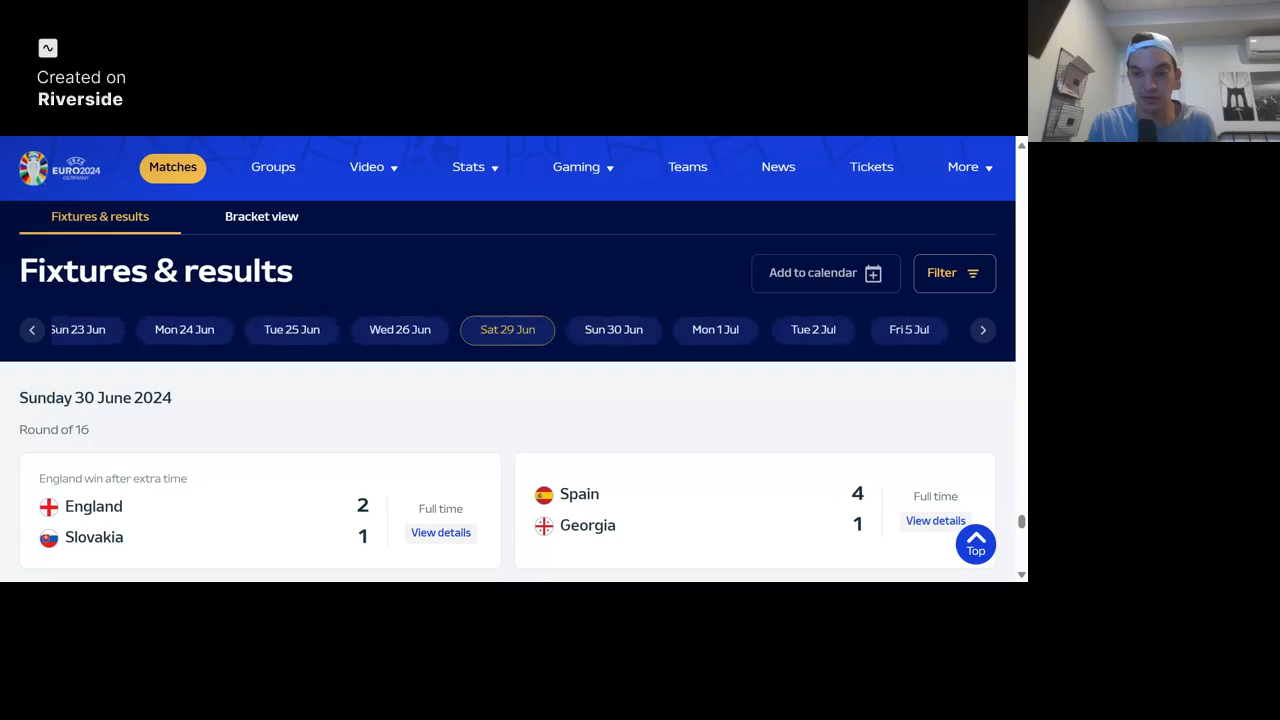 Created on
Riverside
UEFA
EURO2024
GERMANY
Matches
Groups
Video
Stats
Gaming
Teams
News
Tickets
More
Fixtures & results
Bracket view
Fixtures & results
Add to calendar
Filter
Sun 23 Jun
Mon 24 Jun
Tue 25 Jun
Wed 26 Jun
Sat 29 Jun
Sun 30 Jun
Mon 1 Jul
Tue 2 Jul
Fri 5 Jul
Sunday 30 June 2024
Round of 16
England win after extra time
England 2
Slovakia 1
Full time
View details
Spain 4
Georgia 1
Full time
View details
Top